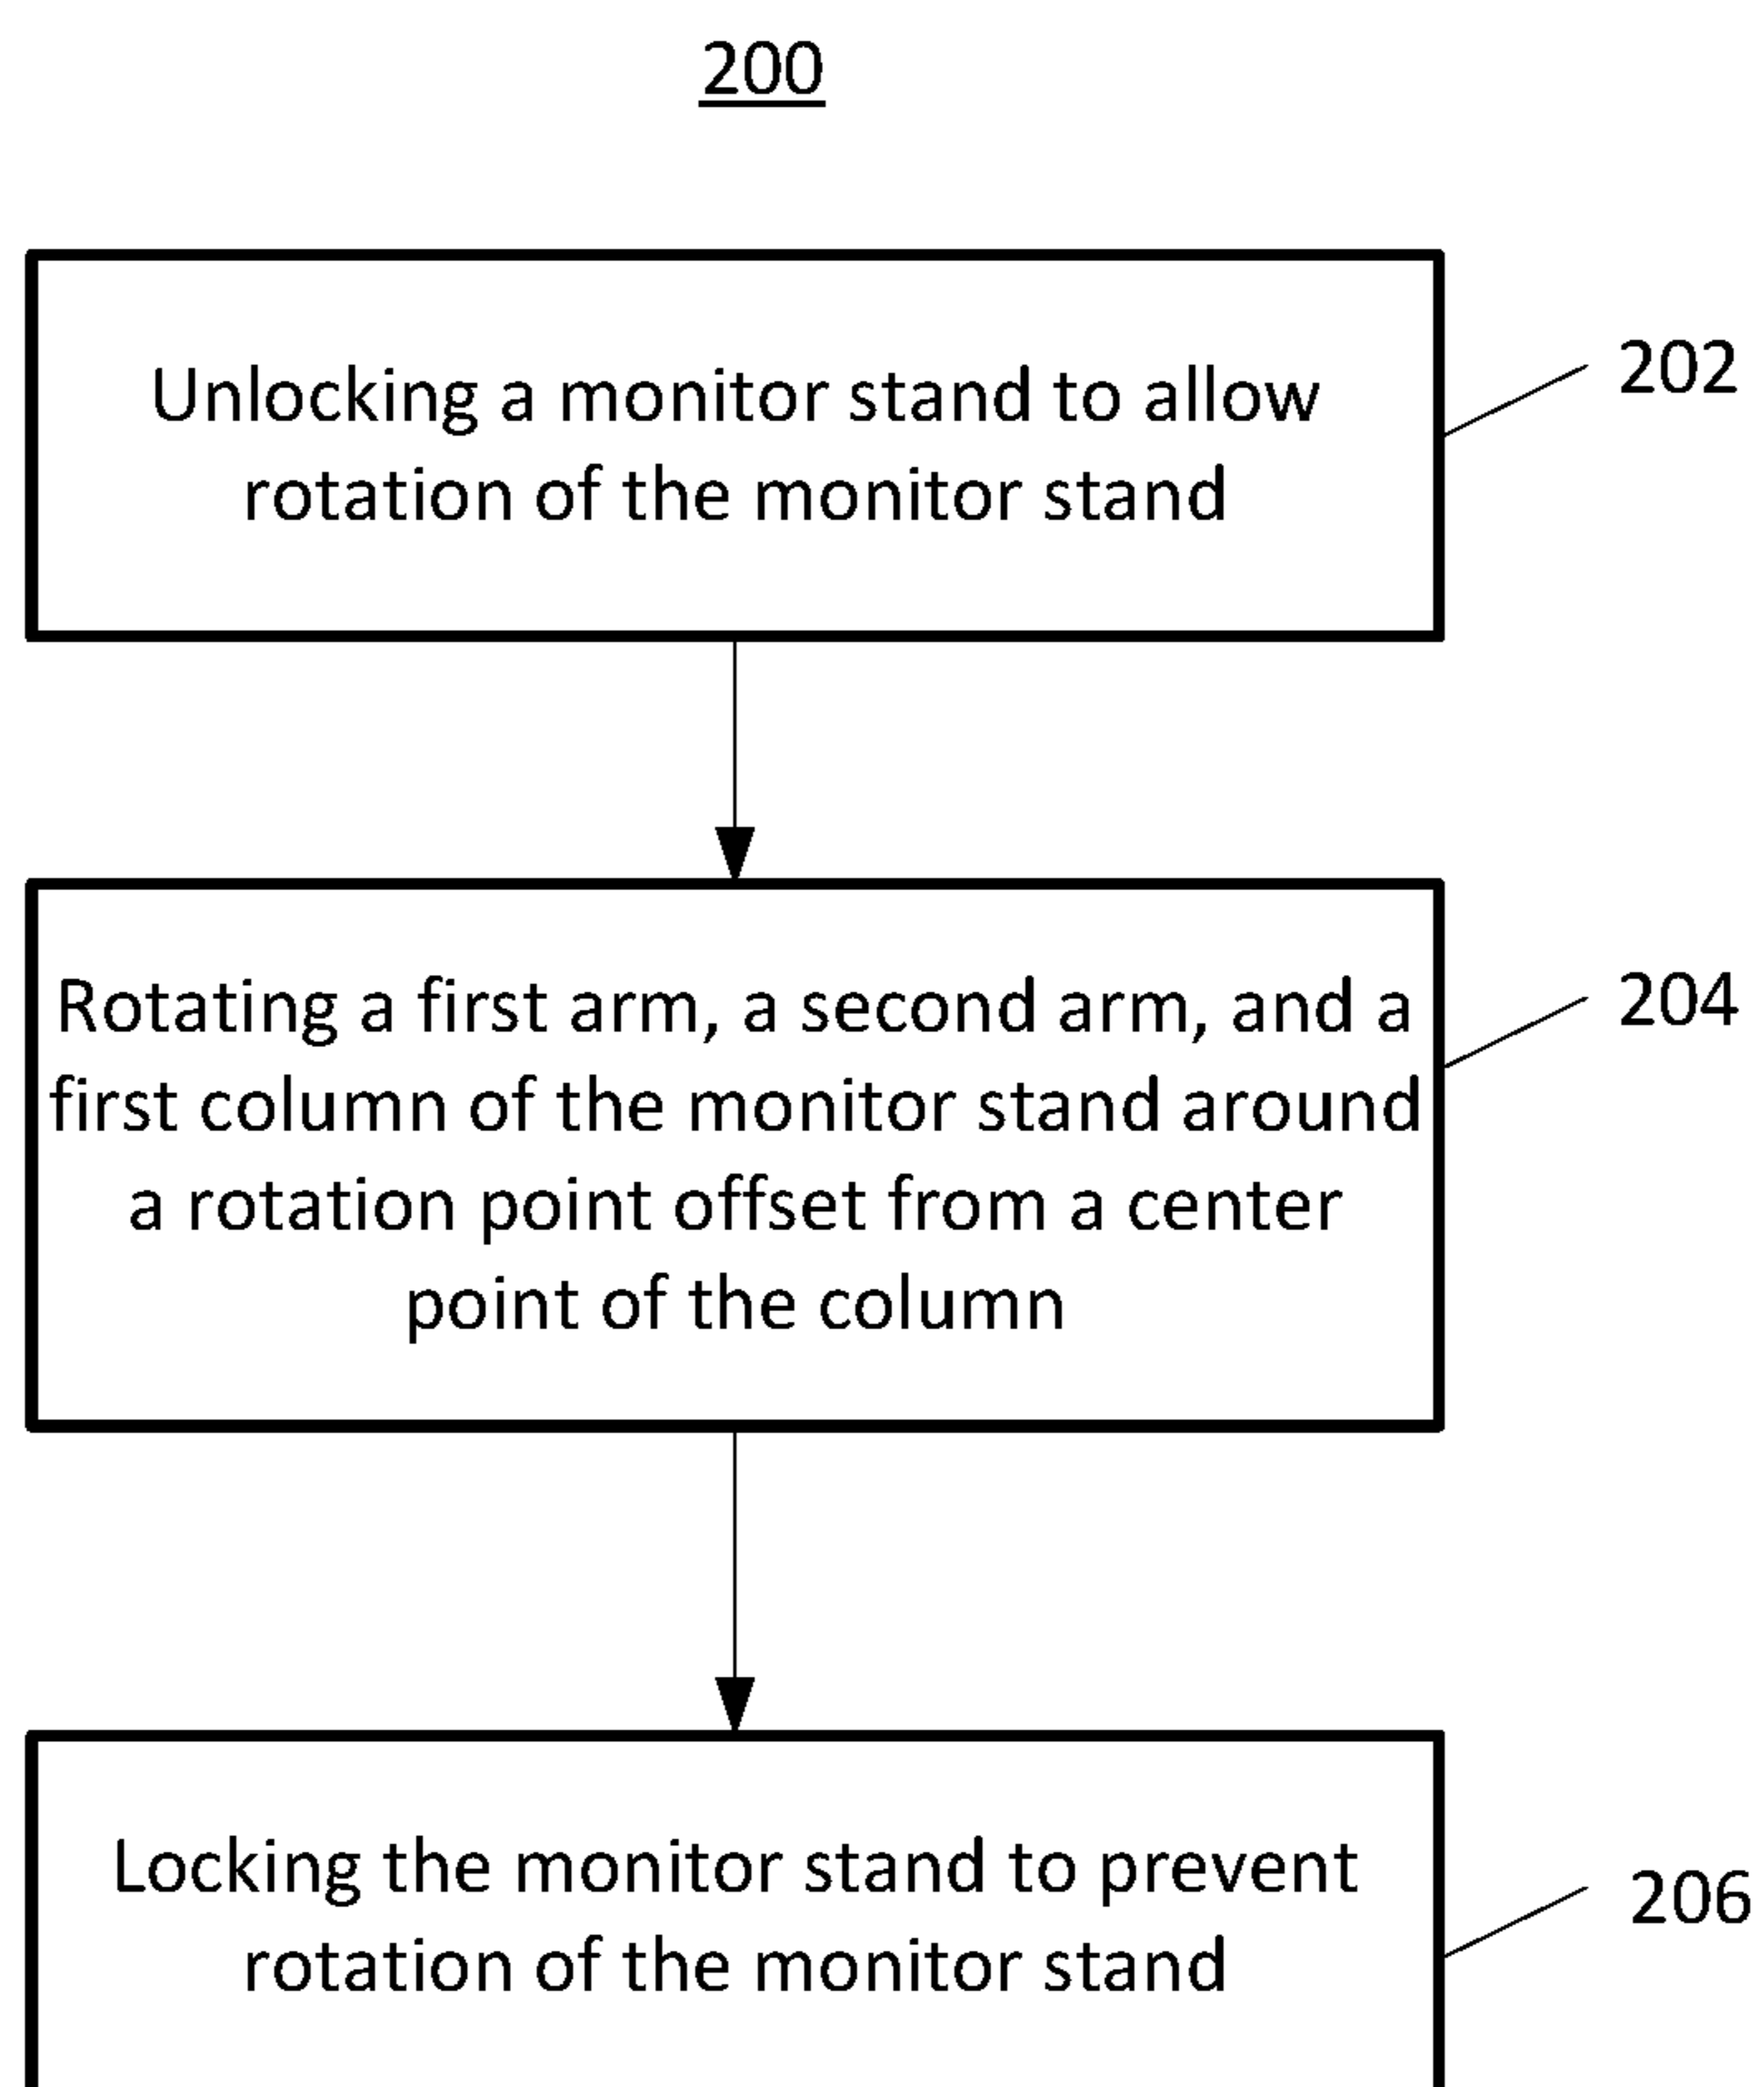 200
Unlocking a monitor stand to allow
rotation of the monitor stand
202
Rotating a first arm, a second arm, and a
first column of the monitor stand around
a rotation point offset from a center
point of the column
204
Locking the monitor stand to prevent
rotation of the monitor stand
206